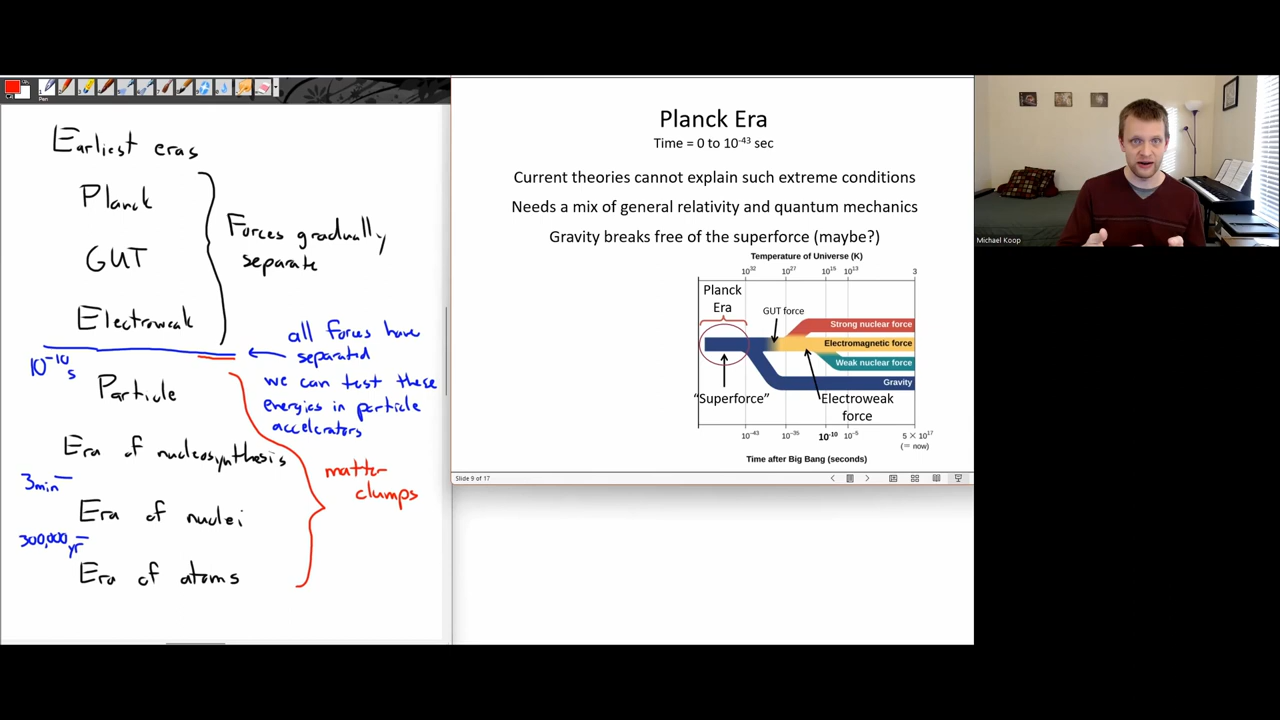 Pen
Earliest eras
Planck
GUT
Electroweak
Forces gradually
separate
all forces have
separated
10⁻¹⁰s
we can test these
energies in particle
accelerators
Particle
Era of nucleosynthesis
matter
clumps
3min
Era of nuclei
300,000yr
Era of atoms
Planck Era
Time = 0 to 10⁻⁴³ sec
Current theories cannot explain such extreme conditions
Needs a mix of general relativity and quantum mechanics
Gravity breaks free of the superforce (maybe?)
Temperature of Universe (K)
10³² 10²⁷ 10¹⁵ 10¹³ 3
Planck
Era
GUT force
Strong nuclear force
Electromagnetic force
Weak nuclear force
Gravity
“Superforce”
Electroweak
force
10⁻⁴³ 10⁻³⁵ 10⁻¹⁰ 10⁻⁵ 5 × 10¹⁷
(= now)
Time after Big Bang (seconds)
Slide 9 of 17
Michael Koop